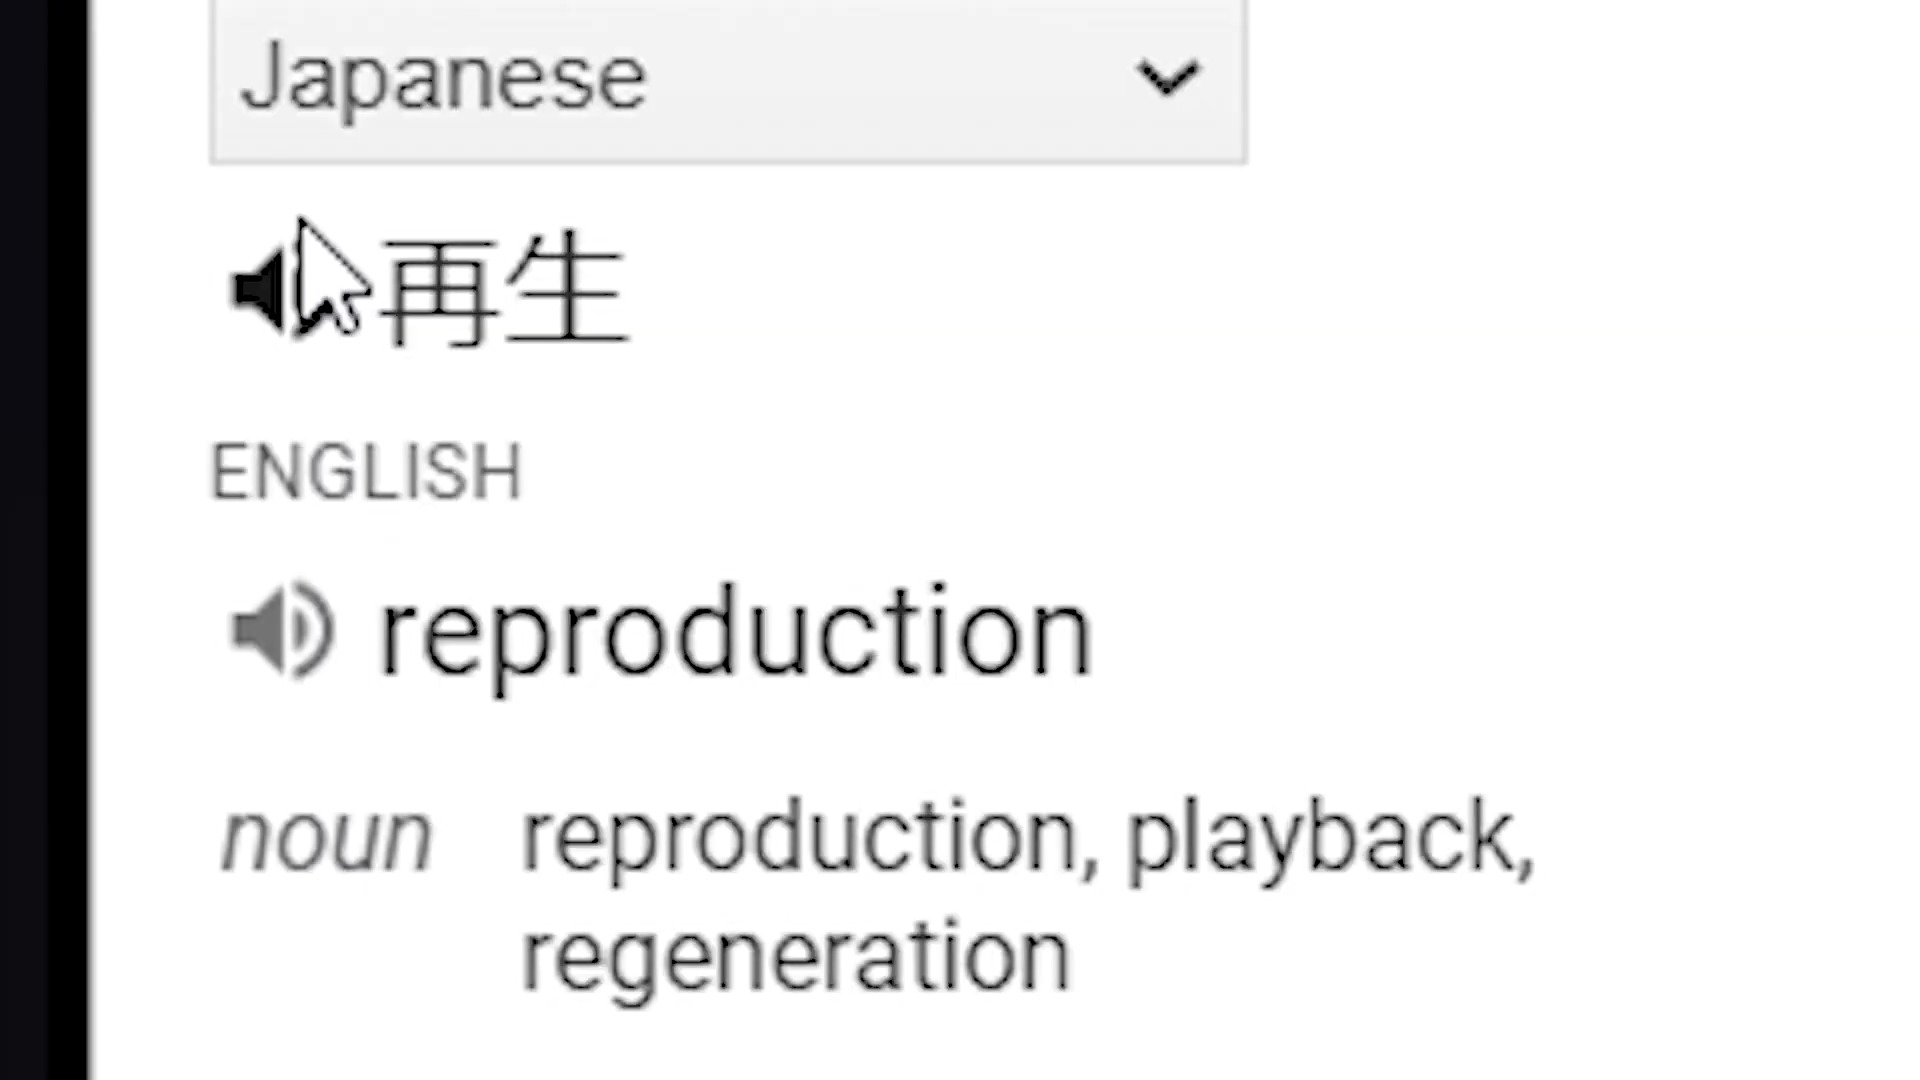 Japanese
再生
ENGLISH
reproduction
noun reproduction, playback,
regeneration